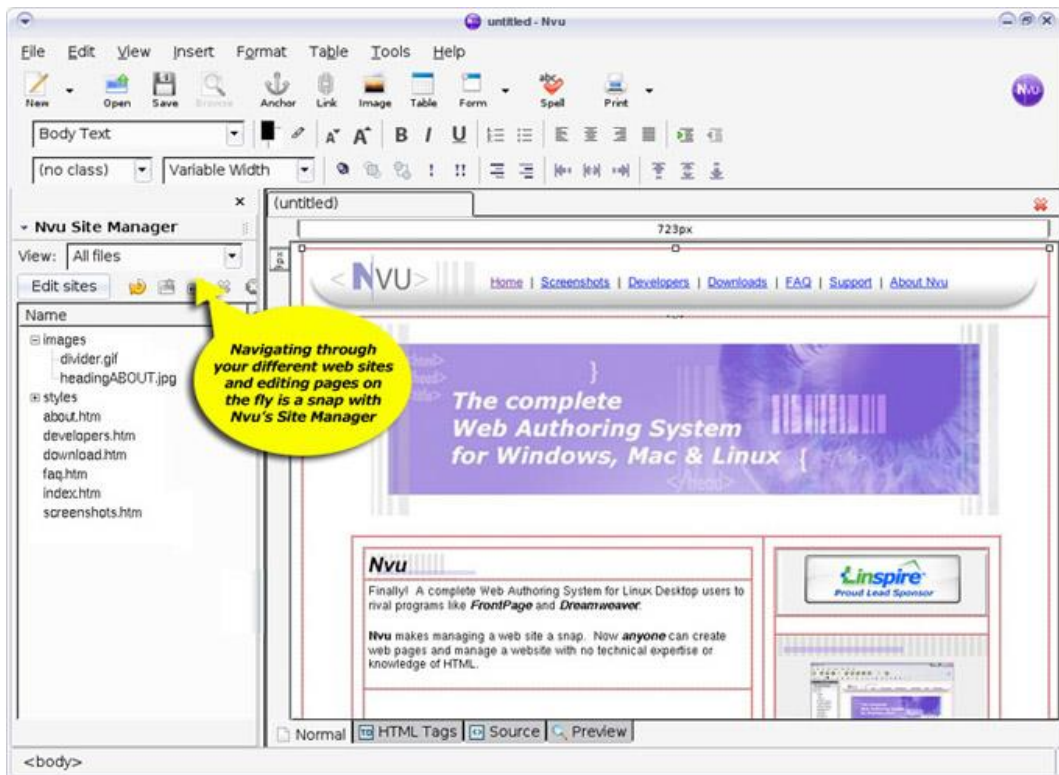 untitled - Nvu
File Edit View Insert Format Table Tools Help
New Open Save Browse Anchor Link Image Table Form Spell Print
Nvu
Body Text
(no class) Variable Width
(untitled)
Nvu Site Manager
View: All files
Edit sites
Name
images
divider.gif
headingABOUT.jpg
styles
about.htm
developers.htm
download.htm
faq.htm
index.htm
screenshots.htm
Navigating through
your different web sites
and editing pages on
the fly is a snap with
Nvu's Site Manager
723px
<NVU>
Home | Screenshots | Developers | Downloads | FAQ | Support | About Nvu
The complete
Web Authoring System
for Windows, Mac & Linux {
</head>
Nvu
Finally! A complete Web Authoring System for Linux Desktop users to
rival programs like FrontPage and Dreamweaver.
Nvu makes managing a web site a snap. Now anyone can create
web pages and manage a website with no technical expertise or
knowledge of HTML.
Linspire
Proud Lead Sponsor
Normal HTML Tags Source Preview
<body>